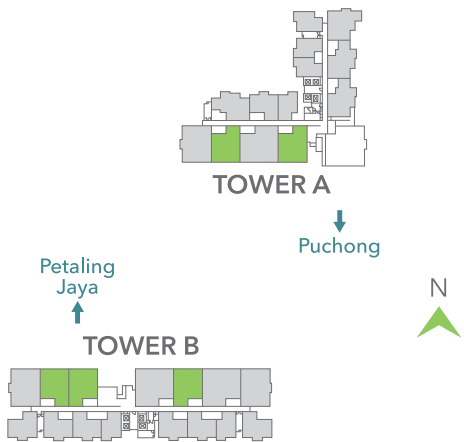 TOWER A
Puchong
Petaling
Jaya
N
TOWER B